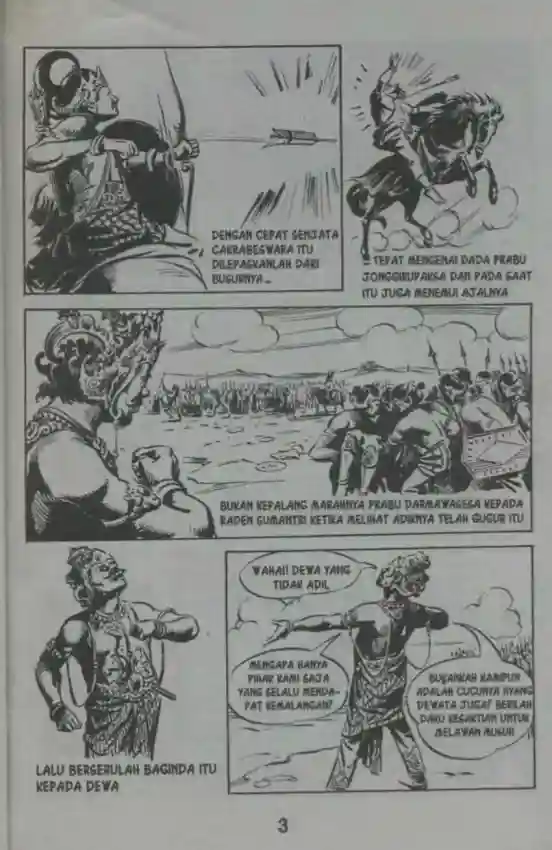 DENGAN CEPAT SENJATA
CAKRABESWARA ITU
DILEPASKANLAH DARI
BUSURNYA ...
... TEPAT MENGENAI DADA PRABU
JONGGIRUPAKSA DAN PADA SAAT
ITU JUGA MENEMUI AJALNYA
BUKAN KEPALANG MARAHNYA PRABU DARMAWASESA KEPADA
RADEN SUMANTRI KETIKA MELIHAT ADIKNYA TELAH GUGUR ITU
LALU BERSERULAH BAGINDA ITU
KEPADA DEWA
WAHAI! DEWA YANG
TIDAK ADIL
MENGAPA HANYA
PIHAK KAMI SAJA
YANG SELALU MENDA-
PAT KEMALANGAN?
BUKANKAH KAMIPUN
ADALAH CUCUNYA HYANG
DEWATA JUGA? BERILAH
DAKU KESAKTIAN UNTUK
MELAWAN MUSUH
3